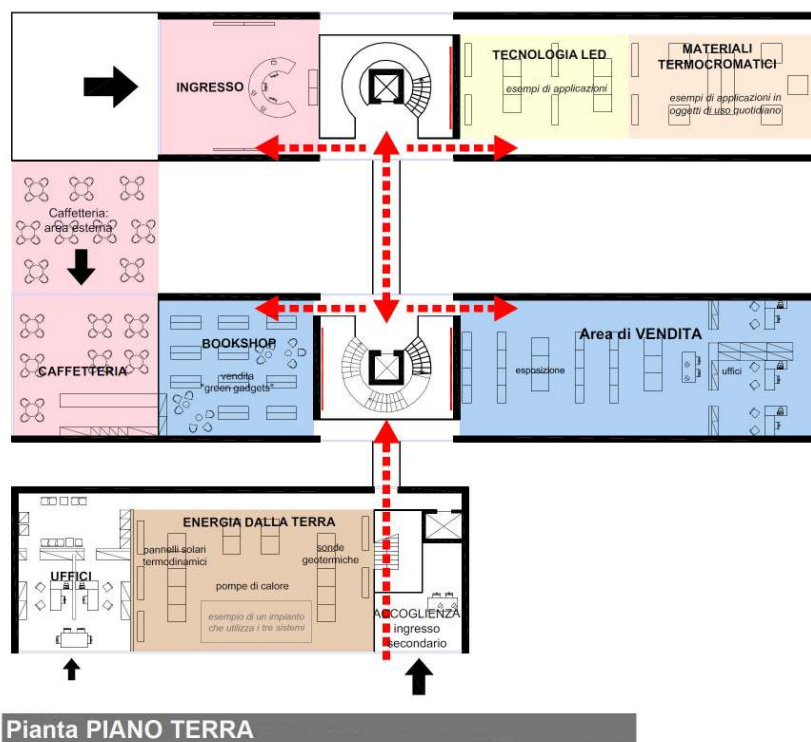 INGRESSO
TECNOLOGIA LED
esempi di applicazioni
MATERIALI
TERMOCROMATICI
esempi di applicazioni in
oggetti di uso quotidiano
Caffetteria:
area esterna
CAFFETTERIA
BOOKSHOP
vendita
"green gadgets"
Area di VENDITA
esposizione
uffici
UFFICI
ENERGIA DALLA TERRA
pannelli solari
termodinamici
sonde
geotermiche
pompe di calore
esempio di un impianto
che utilizza i tre sistemi
ACCOGLIENZA
ingresso
secondario
Pianta PIANO TERRA